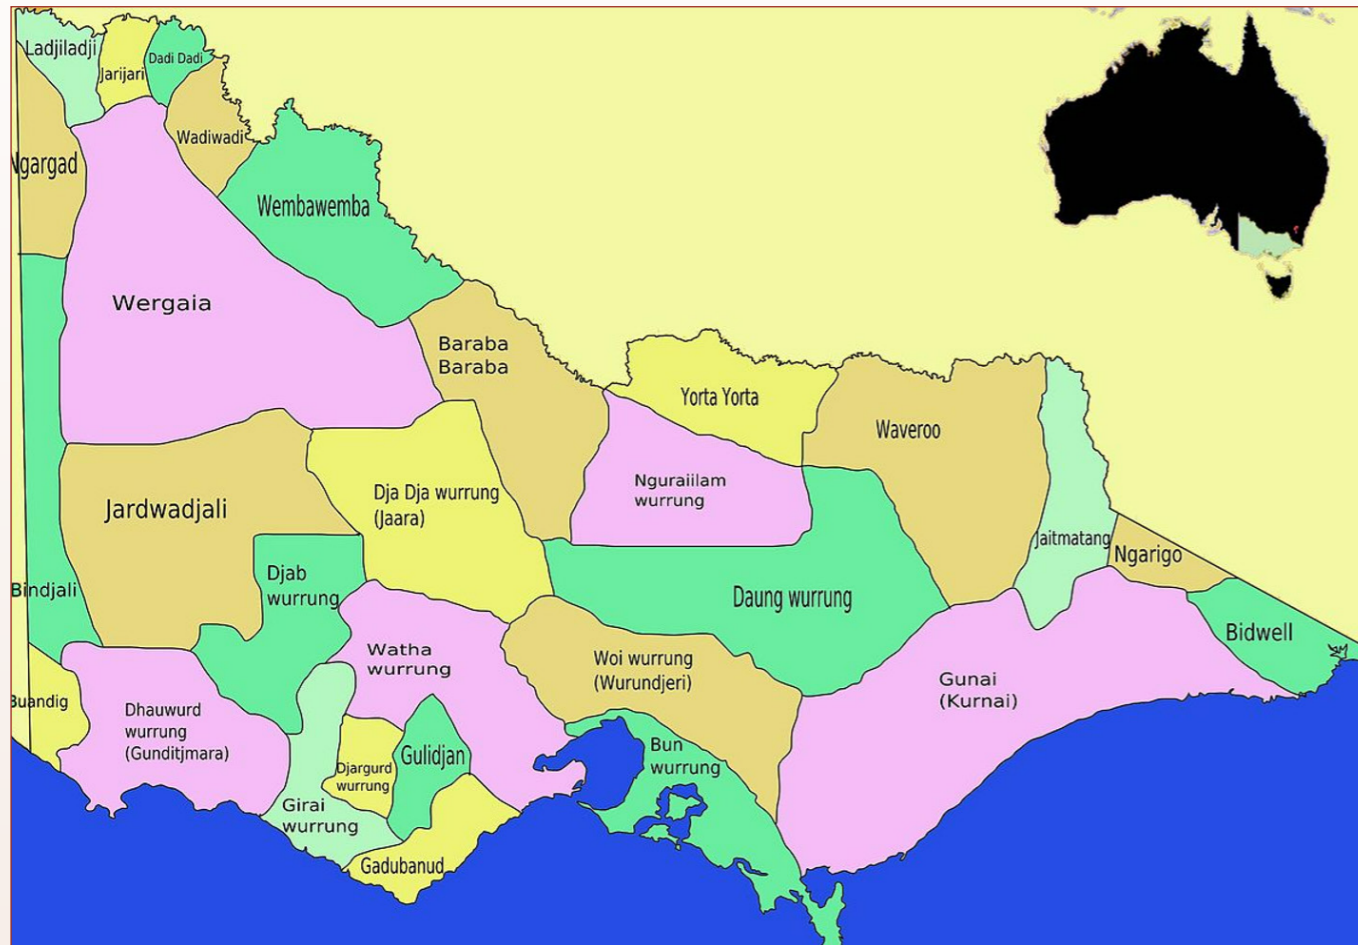 Ladjiladji
Jarijari
Dadi Dadi
Wadiwadi
Ngargad
Wembawemba
Wergaia
Baraba
Baraba
Yorta Yorta
Waveroo
Nguraiilam
wurrung
Dja Dja wurrung
(Jaara)
Jardwadjali
Jaitmatang
Ngarigo
Bindjali
Djab
wurrung
Daung wurrung
Bidwell
Watha
wurrung
Woi wurrung
(Wurundjeri)
Gunai
(Kurnai)
Buandig
Dhauwurd
wurrung
(Gunditjmara)
Gulidjan
Bun
wurrung
Djargurd
wurrung
Girai
wurrung
Gadubanud